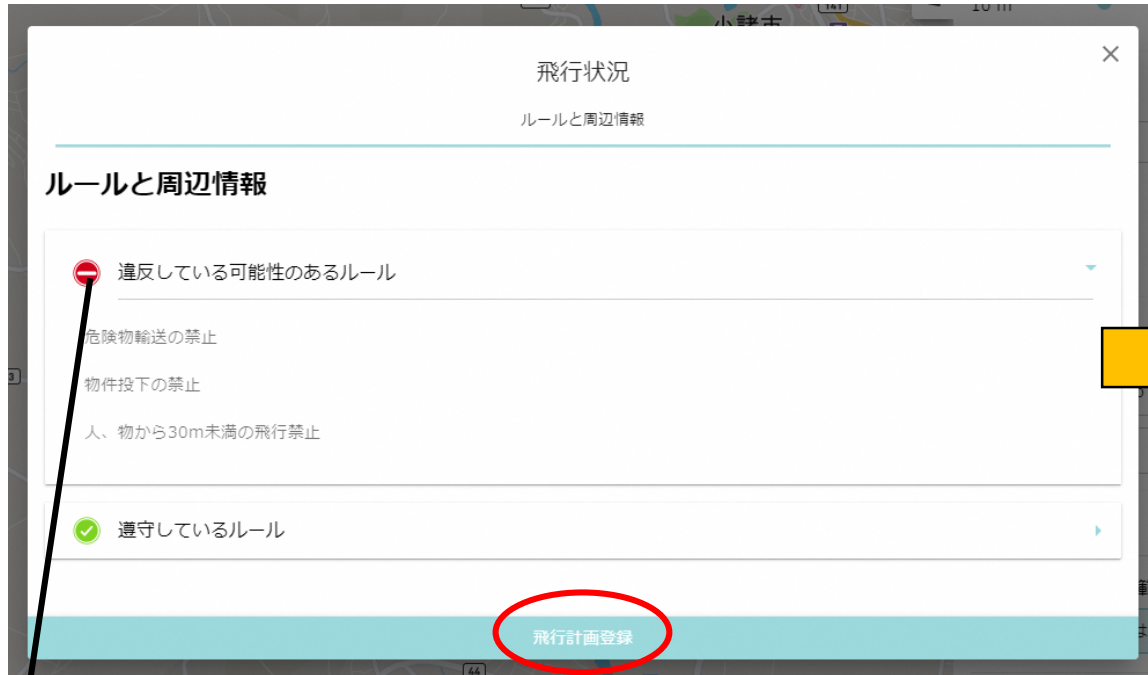 小諸市
141
10 m
飛行状況
ルールと周辺情報
ルールと周辺情報
違反している可能性のあるルール
危険物輸送の禁止
物件投下の禁止
人、物から30m未満の飛行禁止
遵守しているルール
飛行計画登録
44